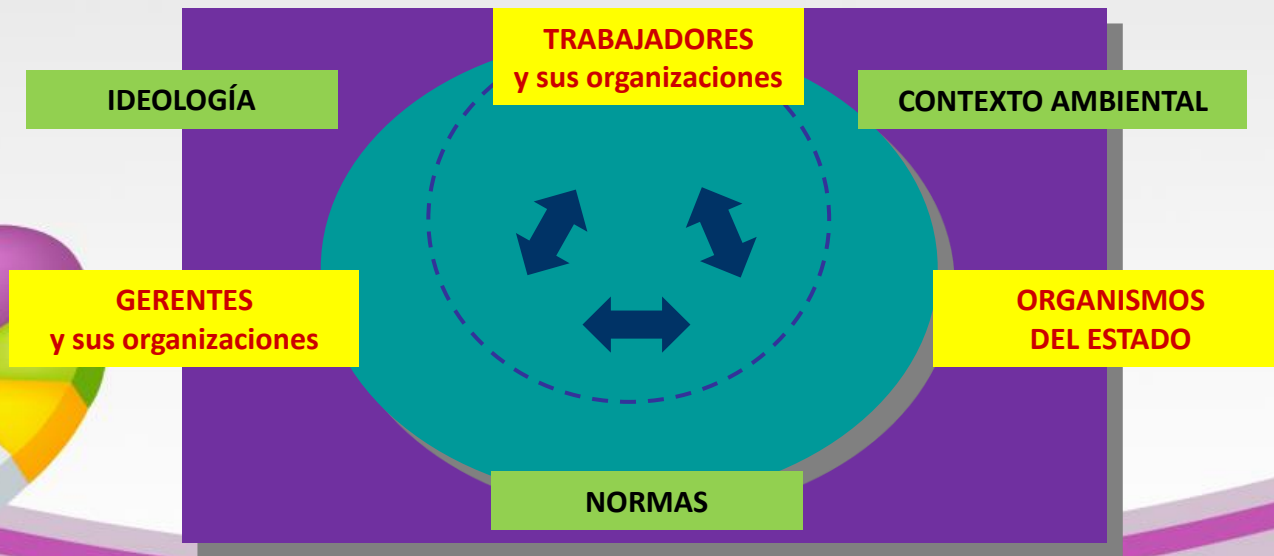 TRABAJADORES
y sus organizaciones
IDEOLOGÍA
CONTEXTO AMBIENTAL
GERENTES
y sus organizaciones
ORGANISMOS
DEL ESTADO
NORMAS